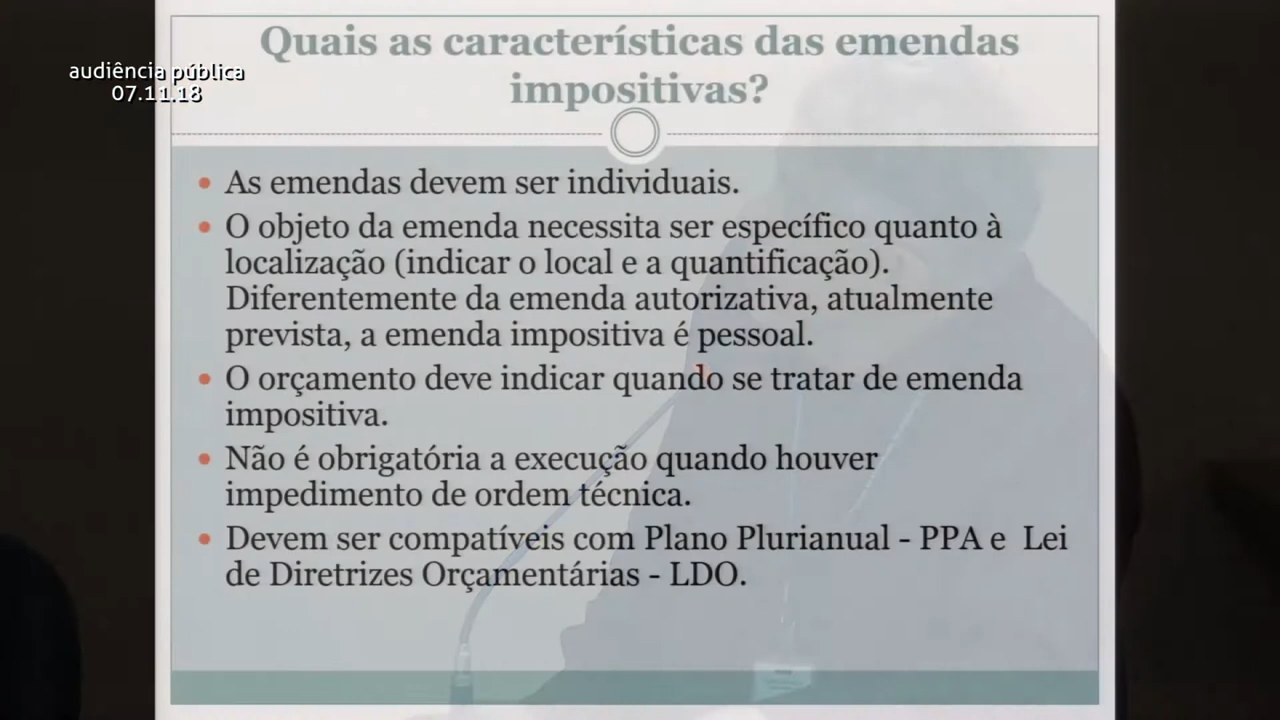 Quais as características das emendas
impositivas?
audiência pública
07.11.18
As emendas devem ser individuais.
O objeto da emenda necessita ser específico quanto à
localização (indicar o local e a quantificação).
Diferentemente da emenda autorizativa, atualmente
prevista, a emenda impositiva é pessoal.
O orçamento deve indicar quando se tratar de emenda
impositiva.
Não é obrigatória a execução quando houver
impedimento de ordem técnica.
Devem ser compatíveis com Plano Plurianual - PPA e  Lei
de Diretrizes Orçamentárias - LDO.